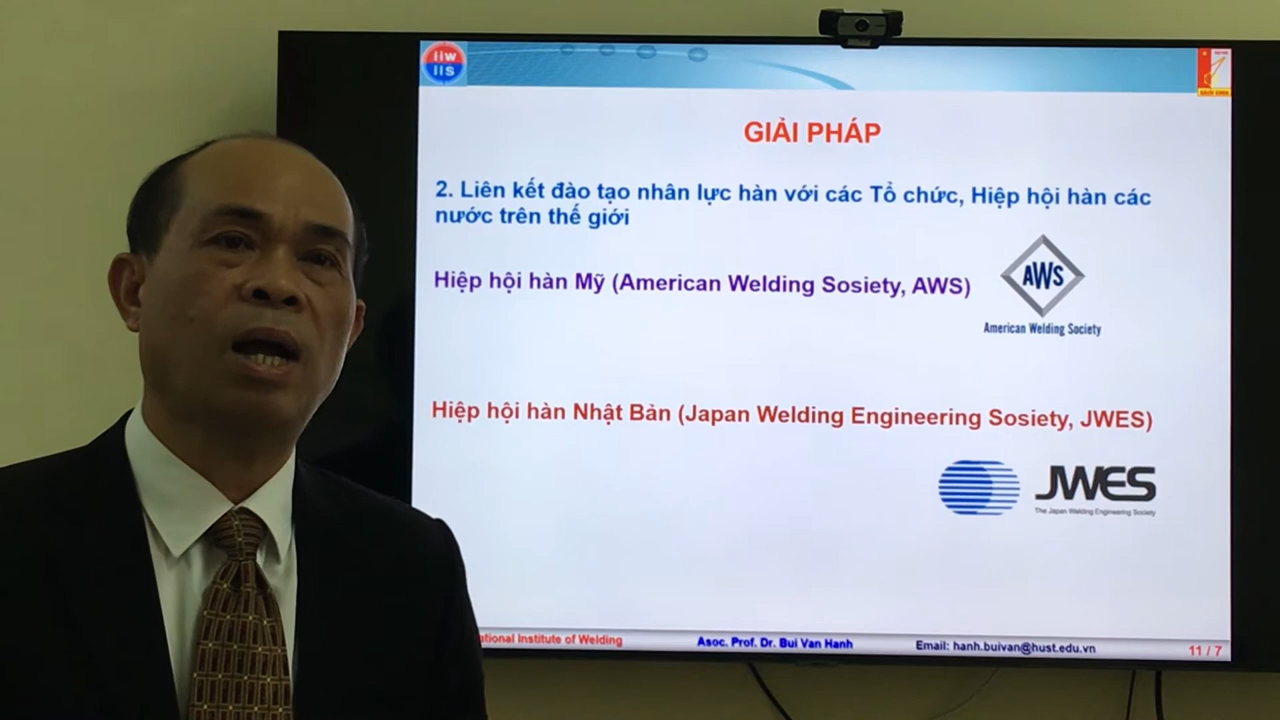 iiw
IIS
GIẢI PHÁP
2. Liên kết đào tạo nhân lực hàn với các Tổ chức, Hiệp hội hàn các
nước trên thế giới
Hiệp hội hàn Mỹ (American Welding Sosiety, AWS)
AWS
American Welding Society
Hiệp hội hàn Nhật Bản (Japan Welding Engineering Sosiety, JWES)
JWES
The Japan Welding Engineering Society
ational Institute of Welding
Asoc. Prof. Dr. Bui Van Hanh
Email: hanh.buivan@hust.edu.vn
11 / 7